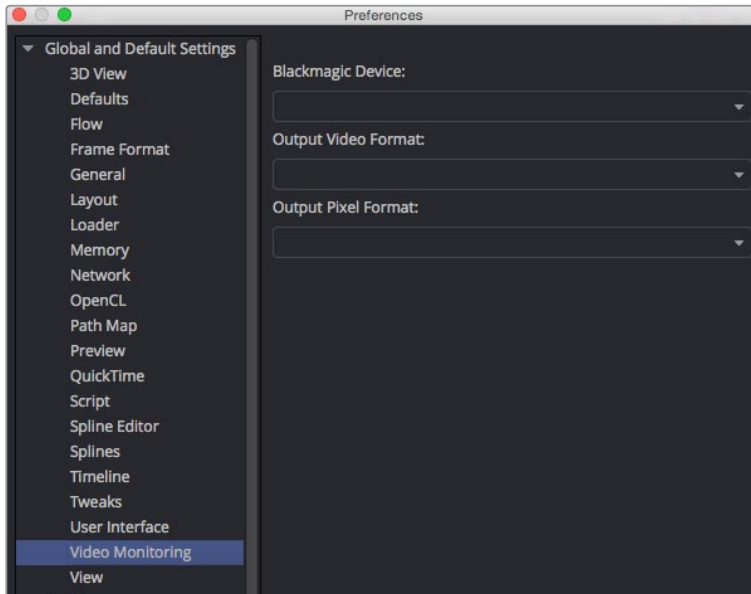 Preferences
Global and Default Settings
3D View
Defaults
Flow
Frame Format
General
Layout
Loader
Memory
Network
OpenCL
Path Map
Preview
QuickTime
Script
Spline Editor
Splines
Timeline
Tweaks
User Interface
Video Monitoring
View
Blackmagic Device:
Output Video Format:
Output Pixel Format: